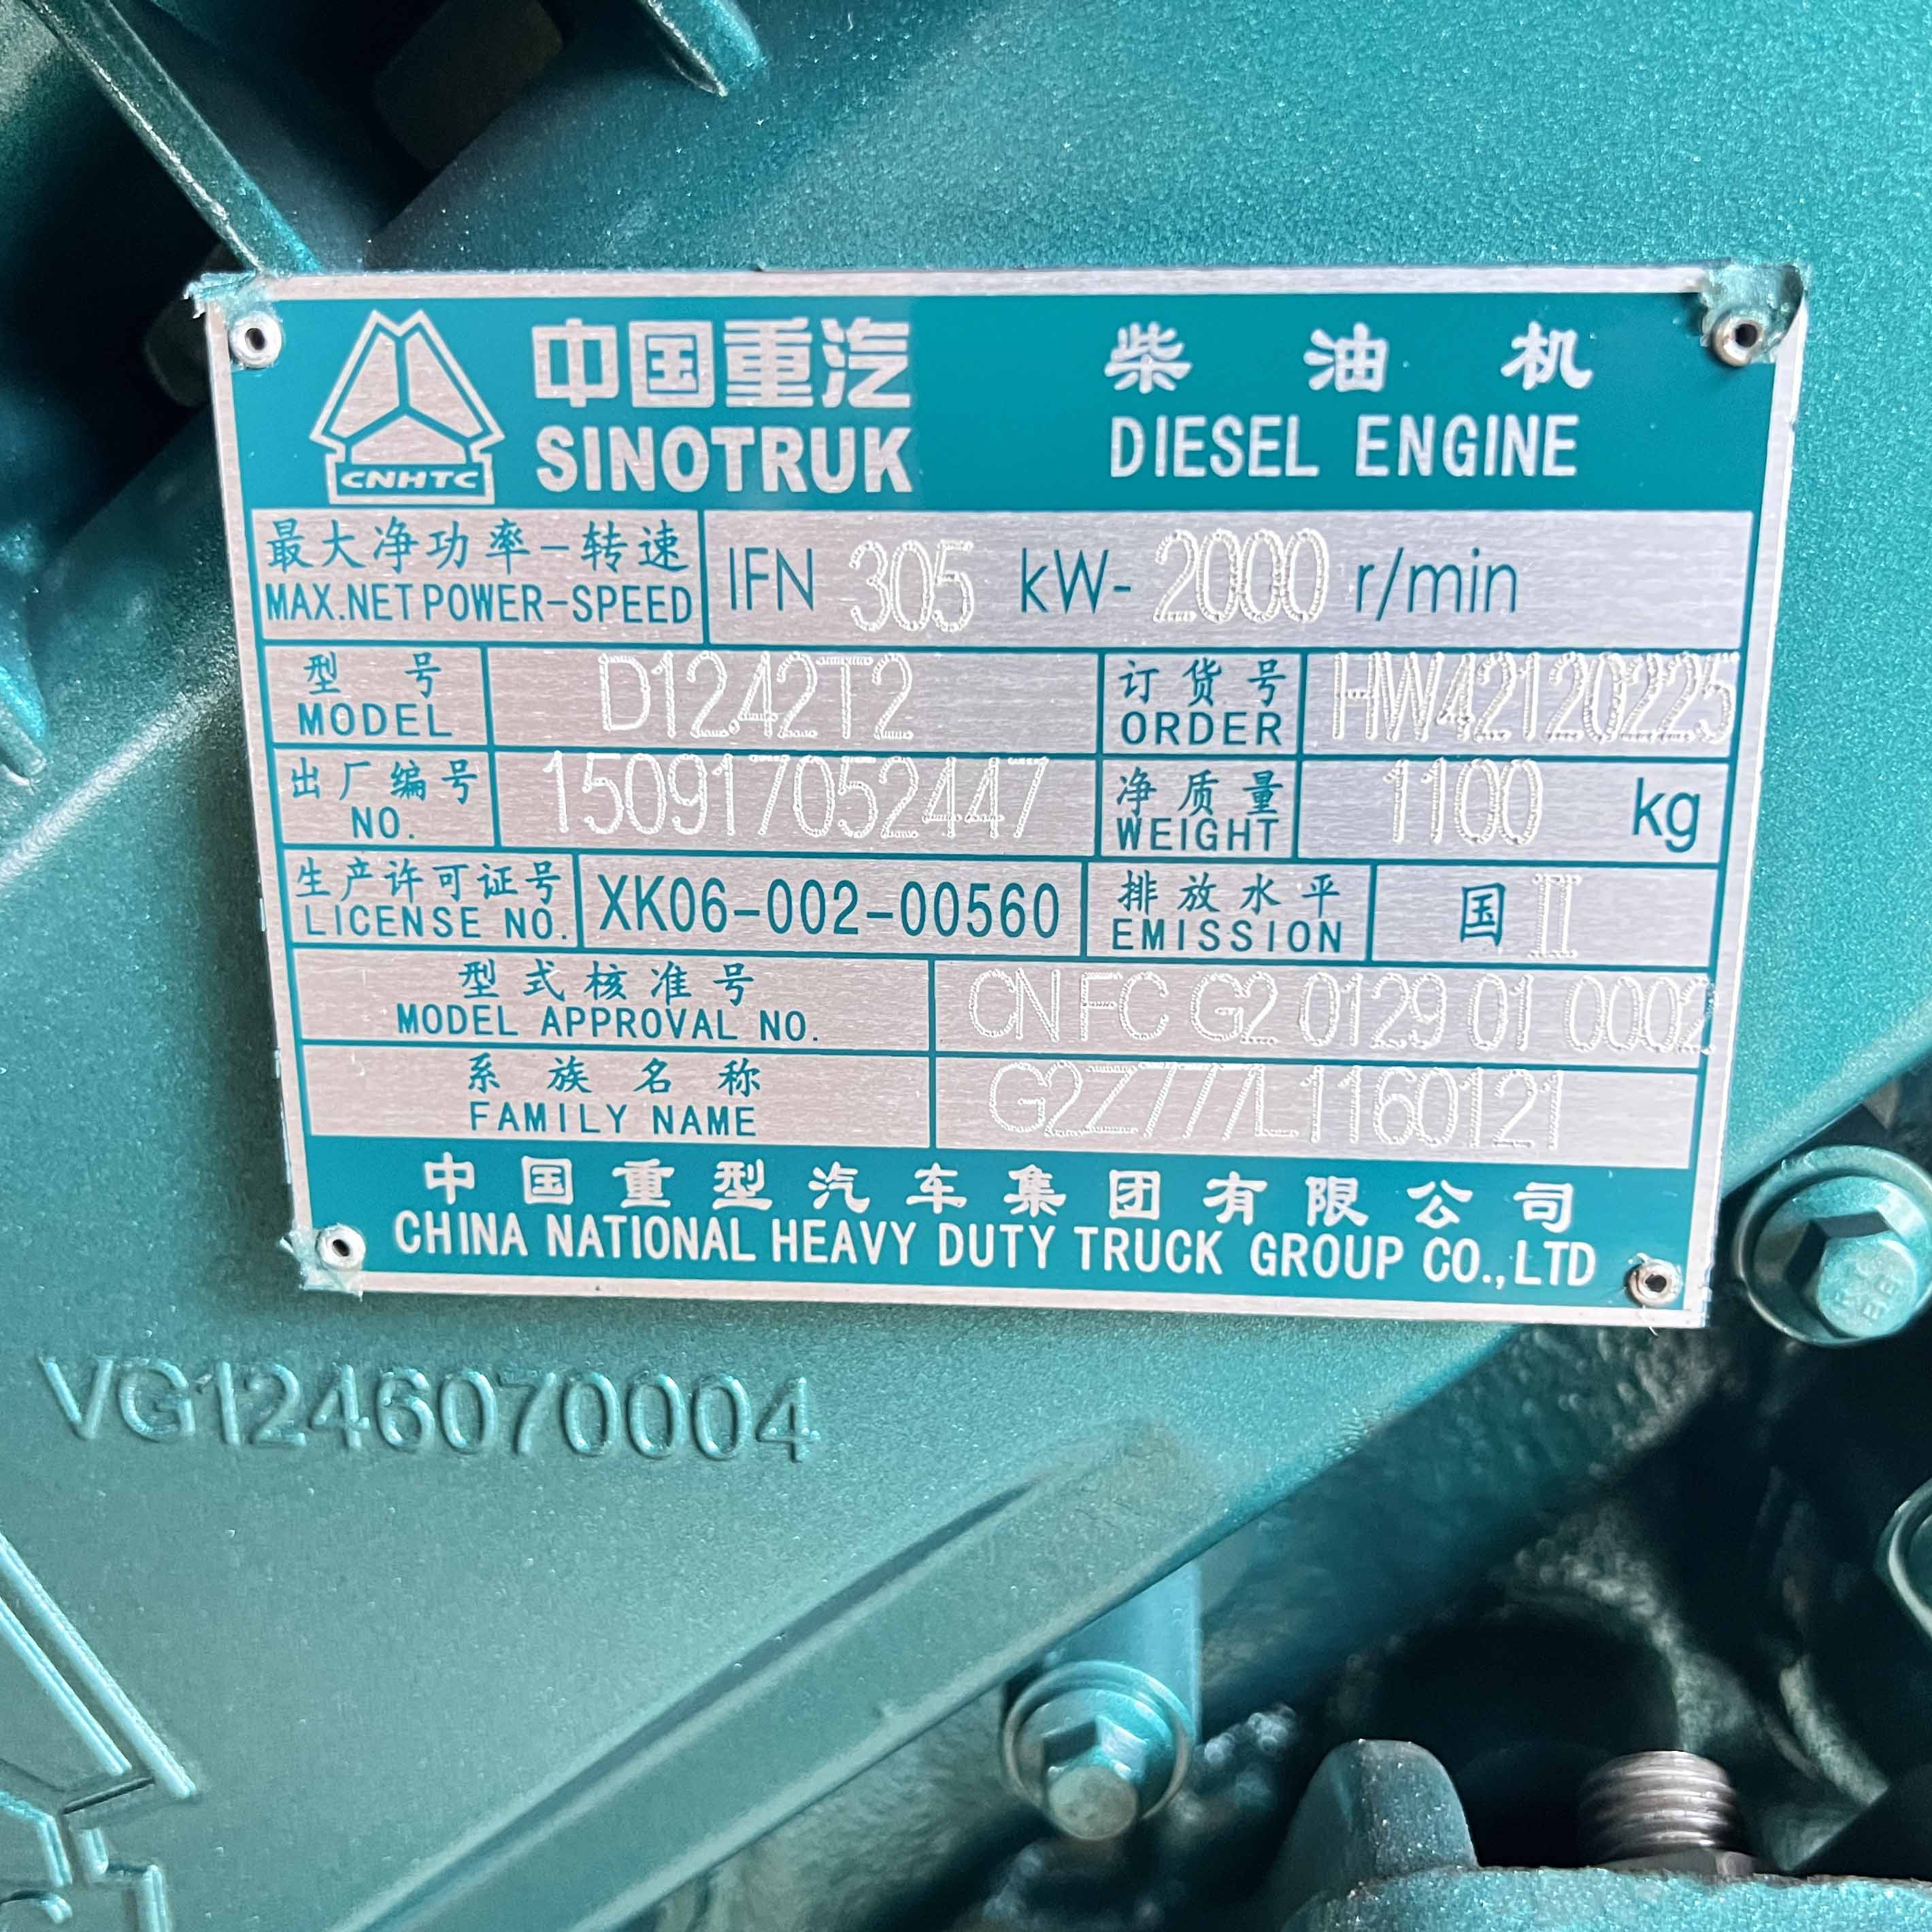 中国重汽 柴油机
SINOTRUK DIESEL ENGINE
CNHTC
最大净功率-转速
MAX.NET POWER-SPEED
IFN 305 kW- 2000 r/min
型号
MODEL
D12.42T2
订货号
ORDER
HW42120225
出厂编号
NO.
150917052447
净质量
WEIGHT
1100 kg
生产许可证号
LICENSE NO.
XK06-002-00560
排放水平
EMISSION
国II
型式核准号
MODEL APPROVAL NO.
CN FC G2 0129 01 0002
系族名称
FAMILY NAME
G2Z777L1160121
中国重型汽车集团有限公司
CHINA NATIONAL HEAVY DUTY TRUCK GROUP CO.,LTD
VG1246070004